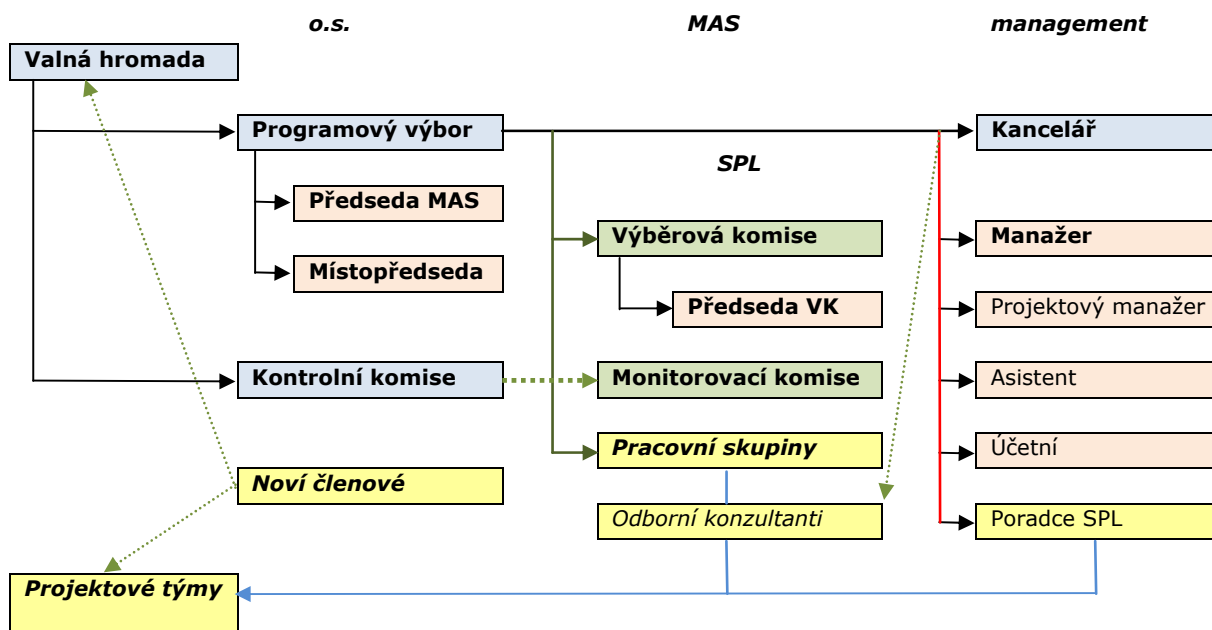 o.s.
MAS
management
Valná hromada
Programový výbor
Kancelář
SPL
Předseda MAS
Výběrová komise
Manažer
Místopředseda
Předseda VK
Projektový manažer
Kontrolní komise
Monitorovací komise
Asistent
Pracovní skupiny
Účetní
Noví členové
Odborní konzultanti
Poradce SPL
Projektové týmy